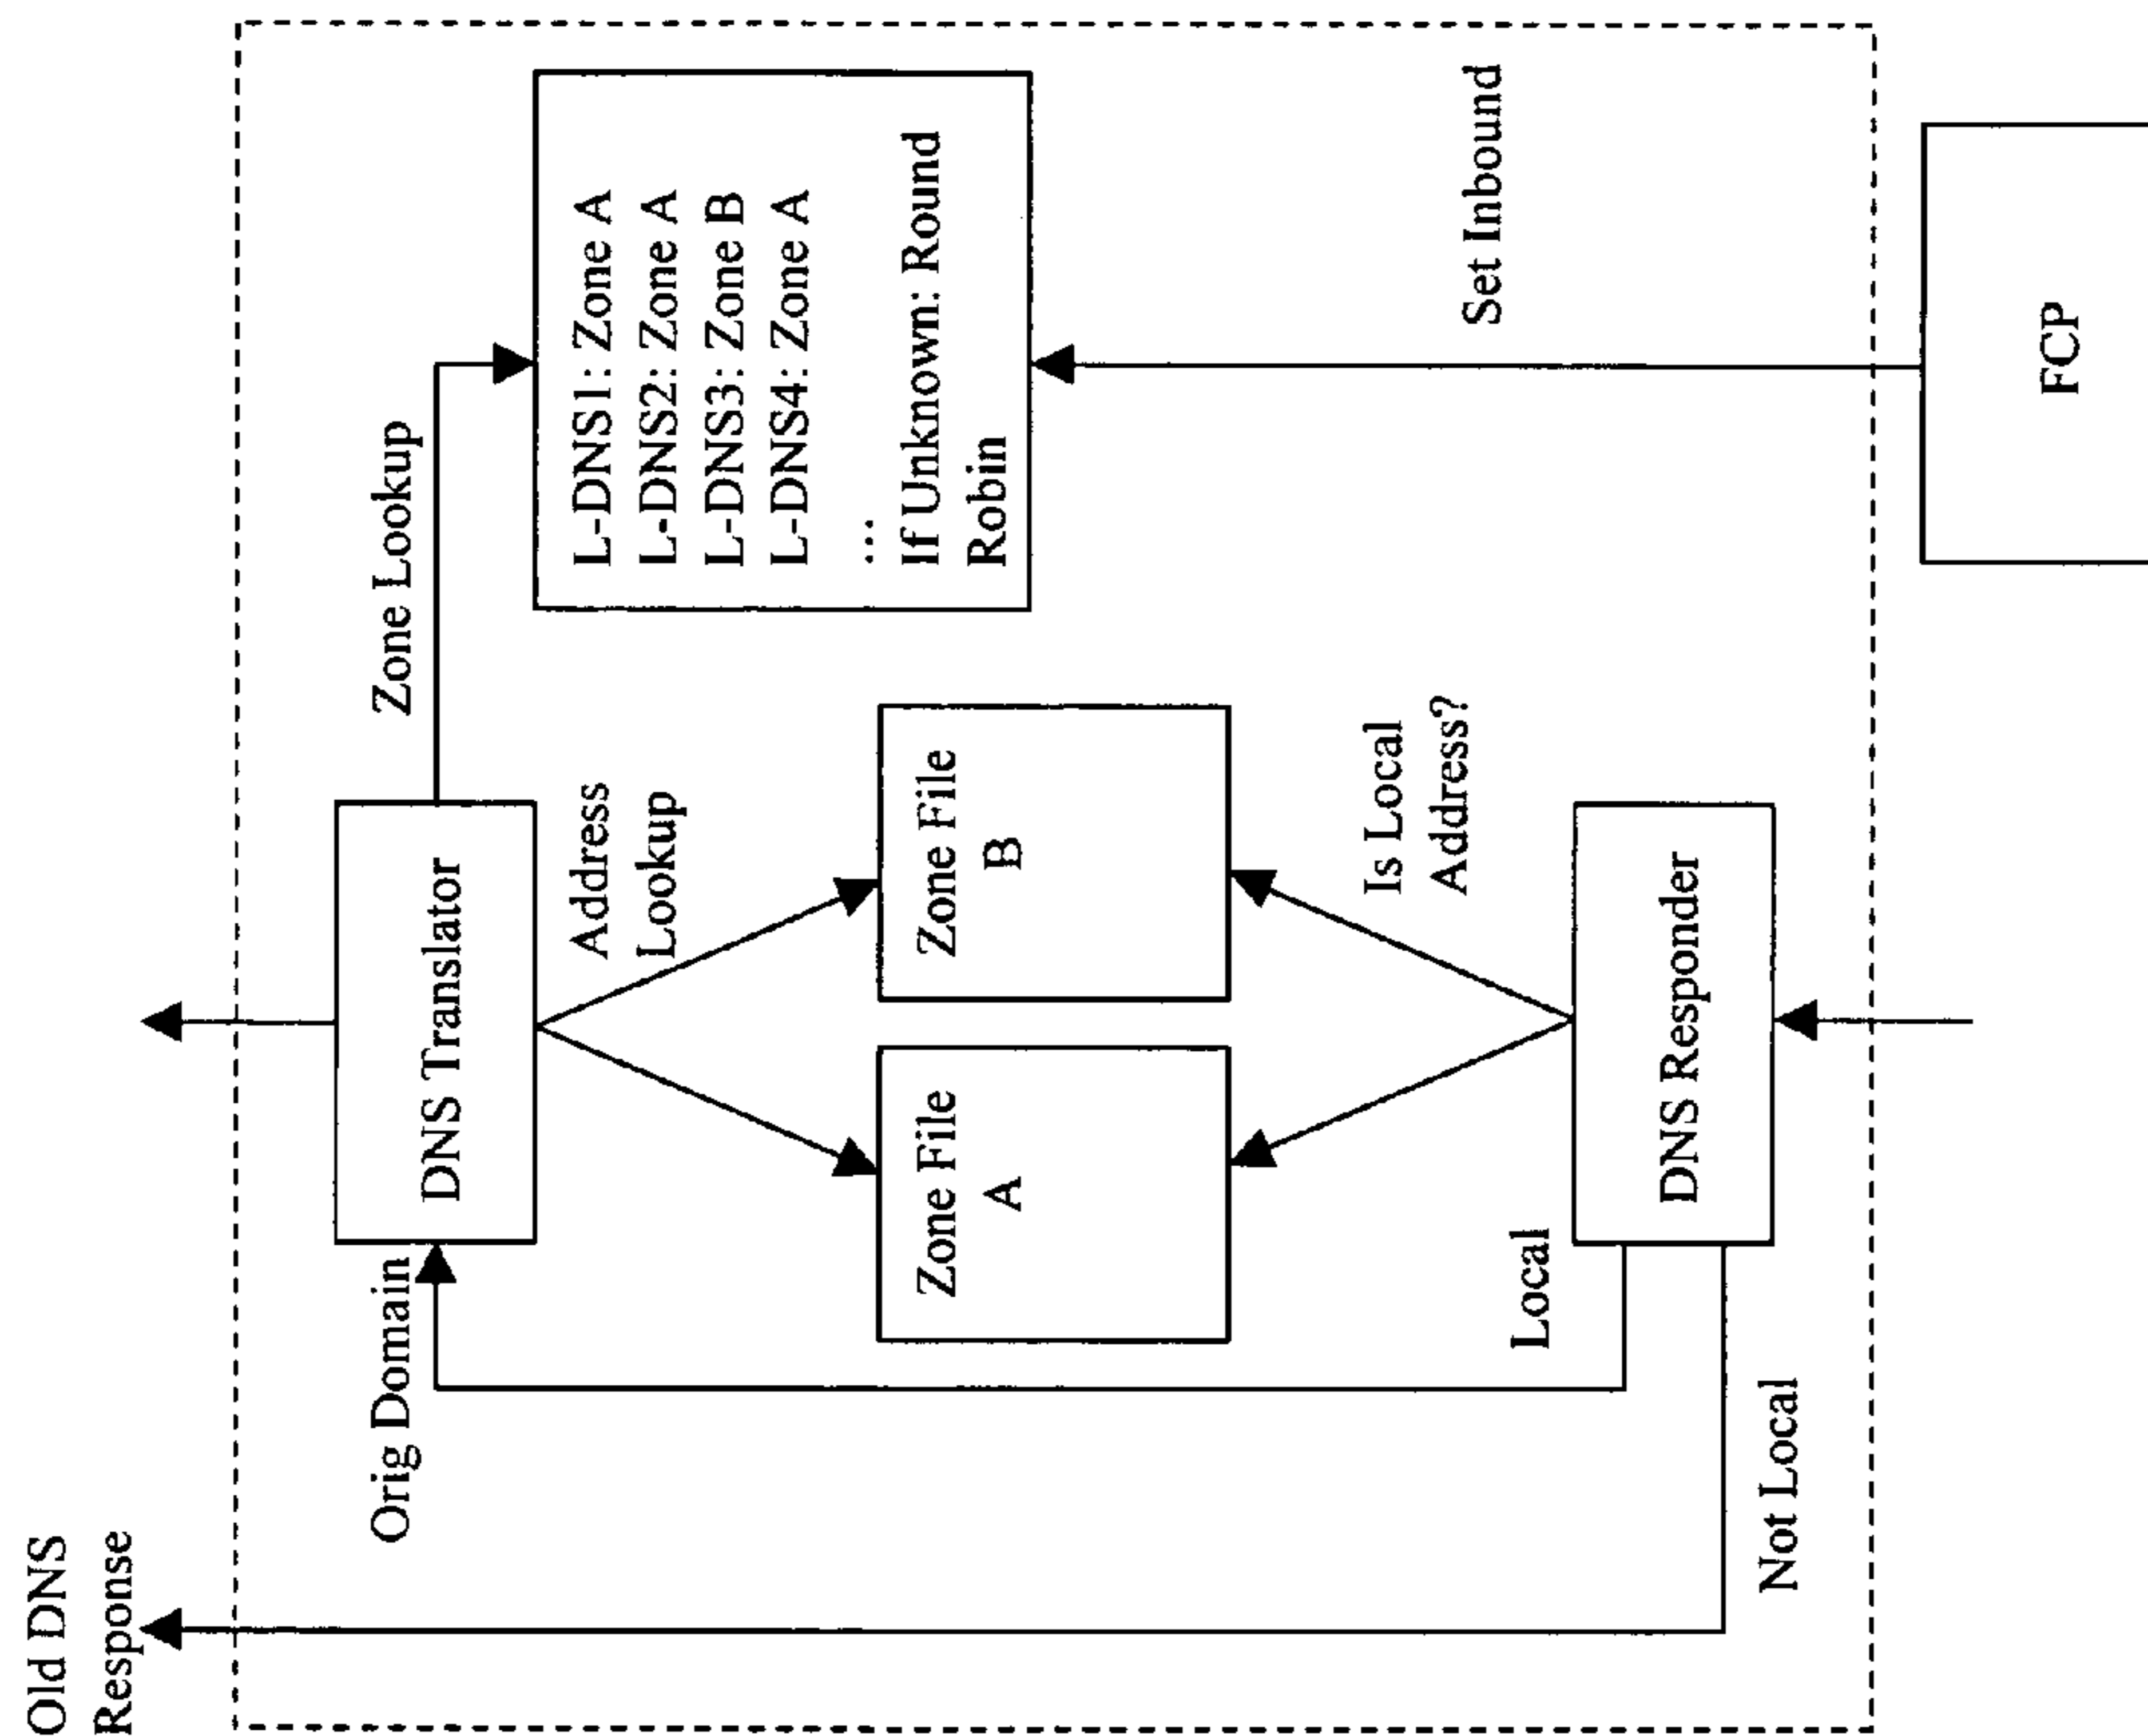 Old DNS
Response
Orig Domain
Zone Lookup
DNS Translator
Address
Lookup
L-DNS1: Zone A
L-DNS2: Zone A
L-DNS3: Zone B
L-DNS4: Zone A
...
If Unknown: Round
Robin
Zone File
A
Zone File
B
Is Local
Address?
Set Inbound
Local
DNS Responder
Not Local
FCP